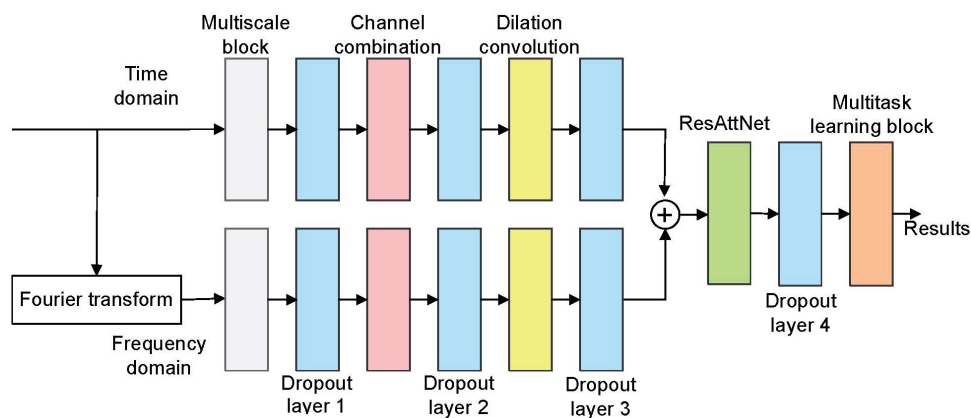 Multiscale
block
Channel
combination
Dilation
convolution
Time
domain
ResAttNet
Multitask
learning block
Results
Fourier transform
Frequency
domain
Dropout
layer 1
Dropout
layer 2
Dropout
layer 3
Dropout
layer 4